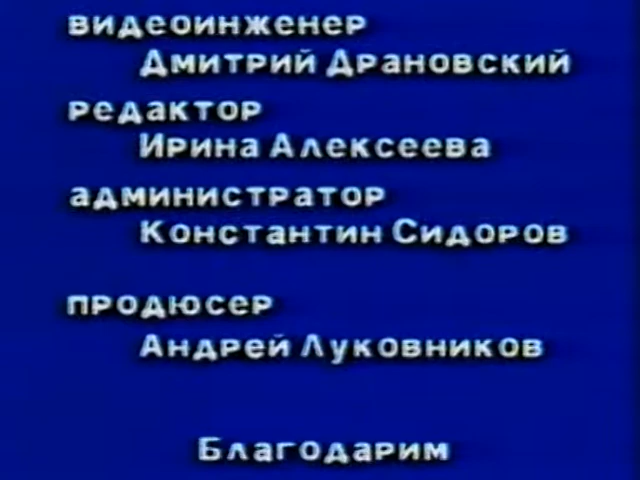 видеоинженер
Дмитрий Драновский
редактор
Ирина Алексеева
администратор
Константин Сидоров
продюсер
Андрей Луковников
Благодарим